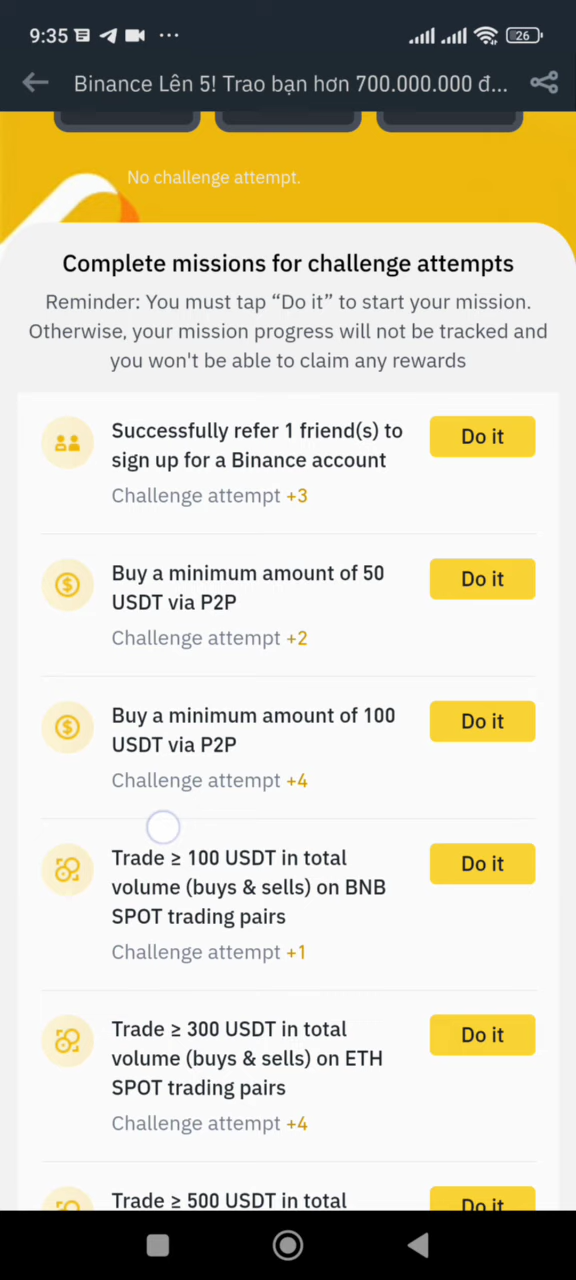 9:35
26
Binance Lên 5! Trao bạn hơn 700.000.000 đ...
No challenge attempt.
Complete missions for challenge attempts
Reminder: You must tap “Do it” to start your mission.
Otherwise, your mission progress will not be tracked and
you won't be able to claim any rewards
Successfully refer 1 friend(s) to
sign up for a Binance account
Challenge attempt +3
Do it
Buy a minimum amount of 50
USDT via P2P
Challenge attempt +2
Do it
Buy a minimum amount of 100
USDT via P2P
Challenge attempt +4
Do it
Trade ≥ 100 USDT in total
volume (buys & sells) on BNB
SPOT trading pairs
Challenge attempt +1
Do it
Trade ≥ 300 USDT in total
volume (buys & sells) on ETH
SPOT trading pairs
Challenge attempt +4
Do it
Trade ≥ 500 USDT in total
Do it